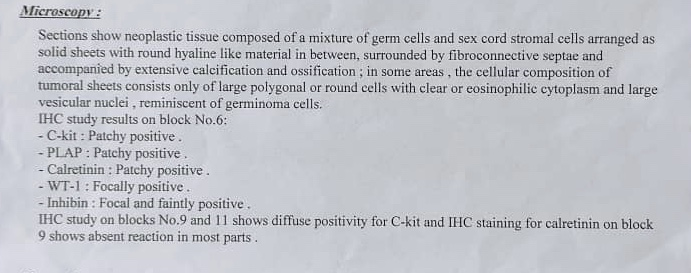 Microscopy :
Sections show neoplastic tissue composed of a mixture of germ cells and sex cord stromal cells arranged as
solid sheets with round hyaline like material in between, surrounded by fibroconnective septae and
accompanied by extensive calcification and ossification ; in some areas , the cellular composition of
tumoral sheets consists only of large polygonal or round cells with clear or eosinophilic cytoplasm and large
vesicular nuclei , reminiscent of germinoma cells.
IHC study results on block No.6:
- C-kit : Patchy positive .
- PLAP : Patchy positive .
- Calretinin : Patchy positive .
- WT-1 : Focally positive .
- Inhibin : Focal and faintly positive .
IHC study on blocks No.9 and 11 shows diffuse positivity for C-kit and IHC staining for calretinin on block
9 shows absent reaction in most parts .